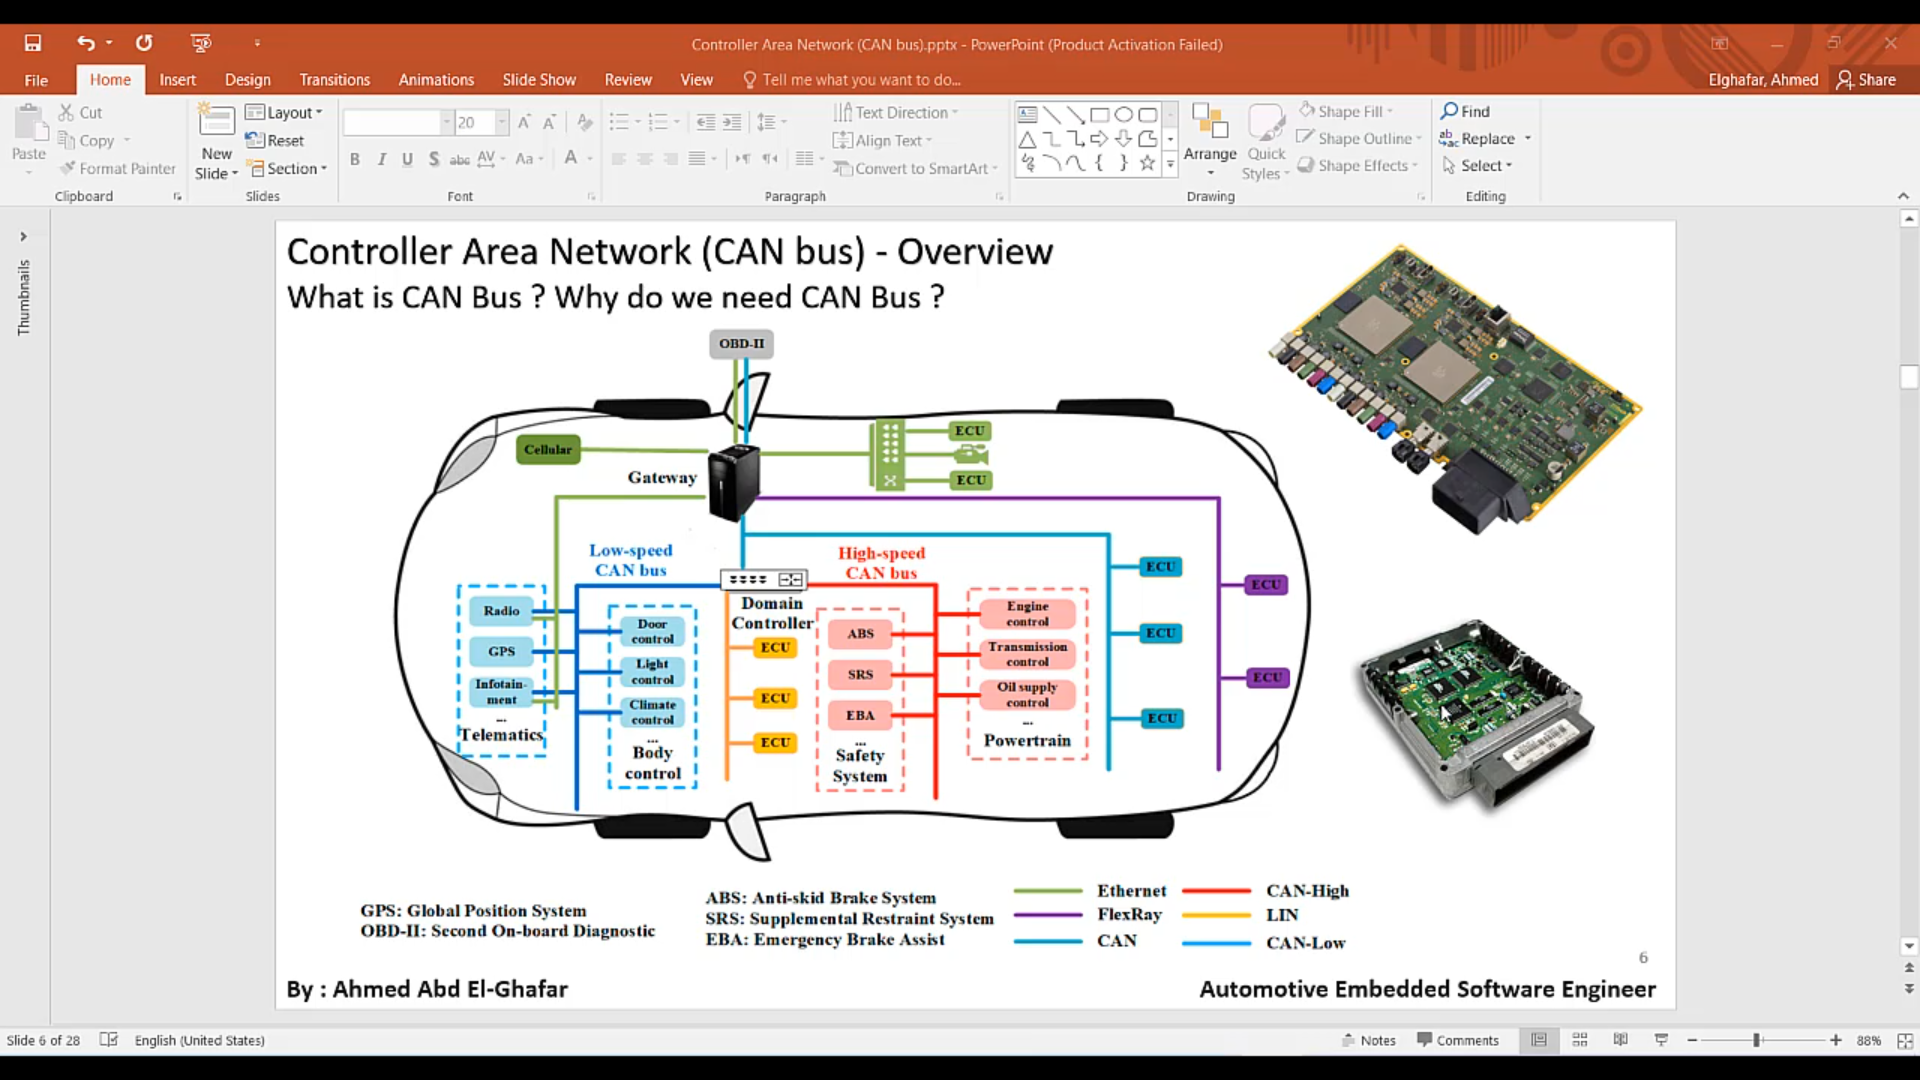 Controller Area Network (CAN bus).pptx - PowerPoint (Product Activation Failed)
File Home Insert Design Transitions Animations Slide Show Review View Tell me what you want to do... Elghafar, Ahmed Share
Paste
Cut
Copy
Format Painter
Clipboard
New Slide
Layout
Reset
Section
Slides
20
B I U S abc AV Aa A
Font
Text Direction
Align Text
Convert to SmartArt
Paragraph
Arrange
Quick Styles
Shape Fill
Shape Outline
Shape Effects
Drawing
Find
Replace
Select
Editing
Thumbnails
Controller Area Network (CAN bus) - Overview
What is CAN Bus ? Why do we need CAN Bus ?
OBD-II
Cellular
Gateway
ECU
ECU
Low-speed
CAN bus
High-speed
CAN bus
Domain
Controller
Radio
GPS
Infotain-
ment
...
Telematics
Door
control
Light
control
Climate
control
...
Body
control
ECU
ECU
ECU
ABS
SRS
EBA
...
Safety
System
Engine
control
Transmission
control
Oil supply
control
...
Powertrain
ECU
ECU
ECU
ECU
ECU
GPS: Global Position System
OBD-II: Second On-board Diagnostic
ABS: Anti-skid Brake System
SRS: Supplemental Restraint System
EBA: Emergency Brake Assist
Ethernet
FlexRay
CAN
CAN-High
LIN
CAN-Low
6
By : Ahmed Abd El-Ghafar
Automotive Embedded Software Engineer
Slide 6 of 28 English (United States) Notes Comments 88%